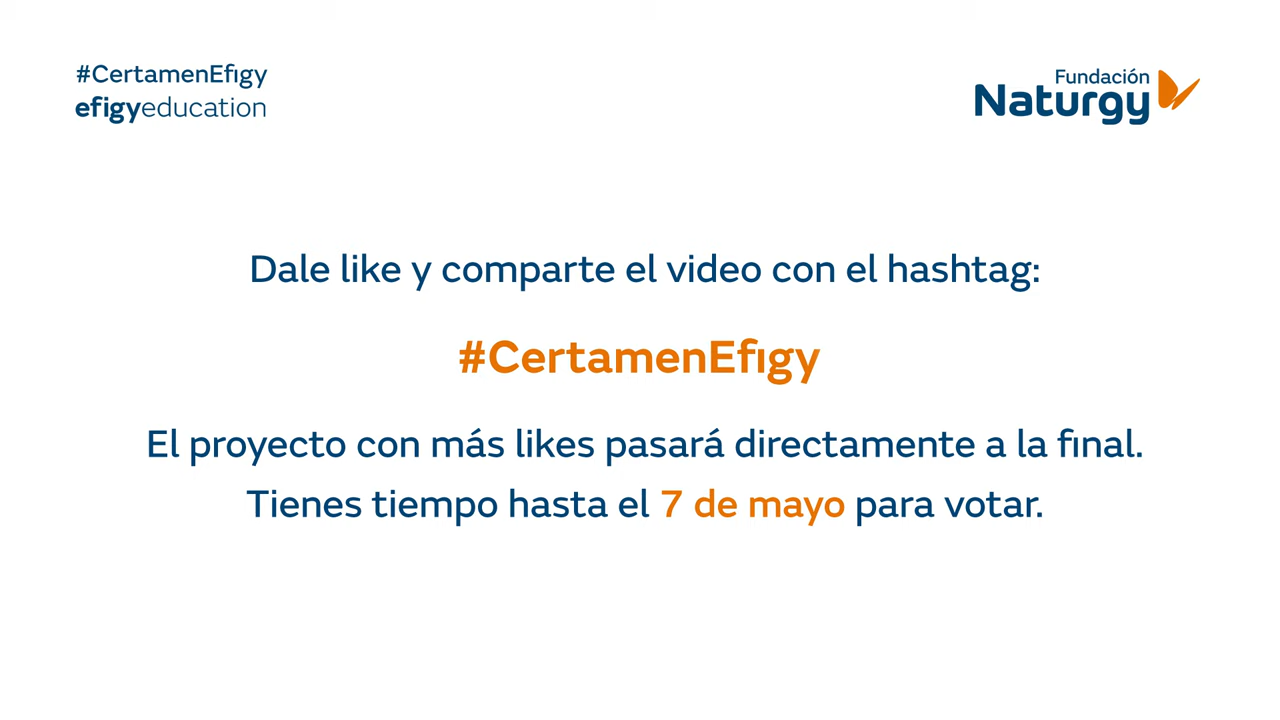 #CertamenEfigy
efigyeducation
Fundación
Naturgy
Dale like y comparte el video con el hashtag:
#CertamenEfigy
El proyecto con más likes pasará directamente a la final.
Tienes tiempo hasta el 7 de mayo para votar.